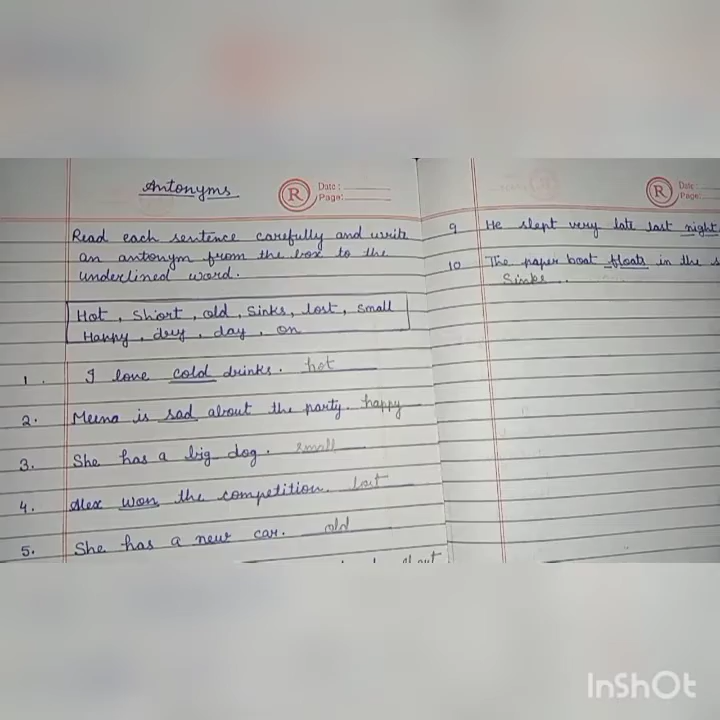 Antonyms
R Date :
Page:
Read each sentence carefully and write
an antonym from the box to the
underlined word.
Hot , Short , old , Sinks , lost , small
Happy , dry , day , on
1. I love cold drinks. hot
2. Meena is sad about the party. happy
3. She has a big dog. small
4. Alex won the competition. lost
5. She has a new car. old
about
R Date :
Page:
9 He slept very late last night
10 The paper boat floats in the
Sinks
InShOt